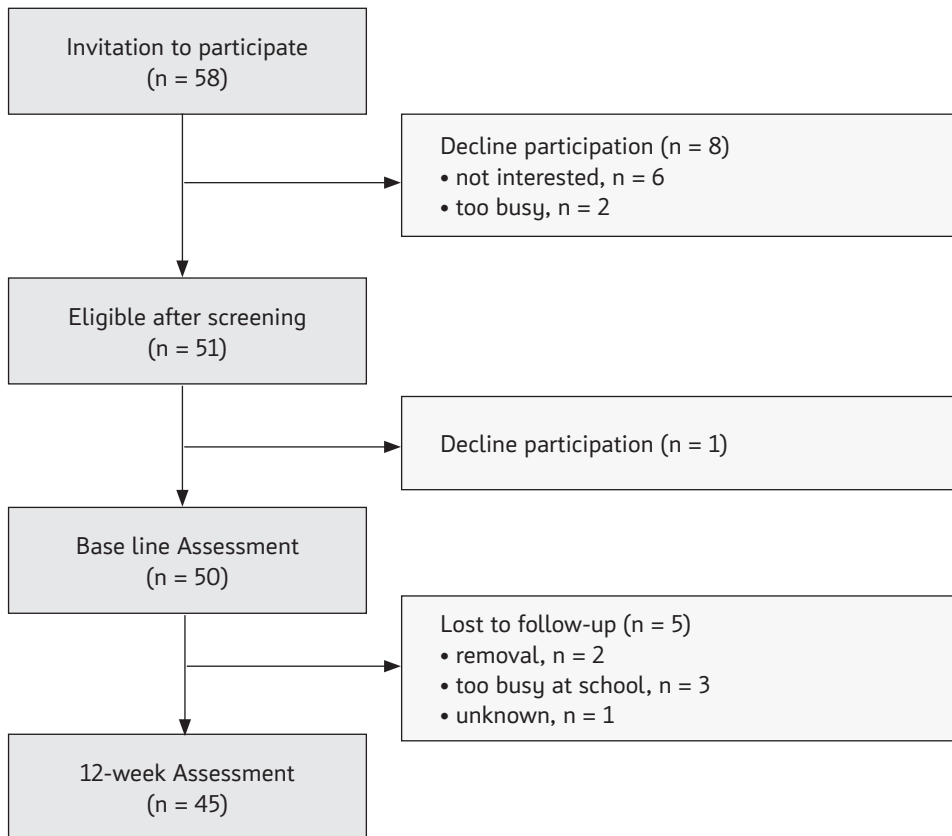 Invitation to participate
(n = 58)
Decline participation (n = 8)
• not interested, n = 6
• too busy, n = 2
Eligible after screening
(n = 51)
Decline participation (n = 1)
Base line Assessment
(n = 50)
Lost to follow-up (n = 5)
• removal, n = 2
• too busy at school, n = 3
• unknown, n = 1
12-week Assessment
(n = 45)